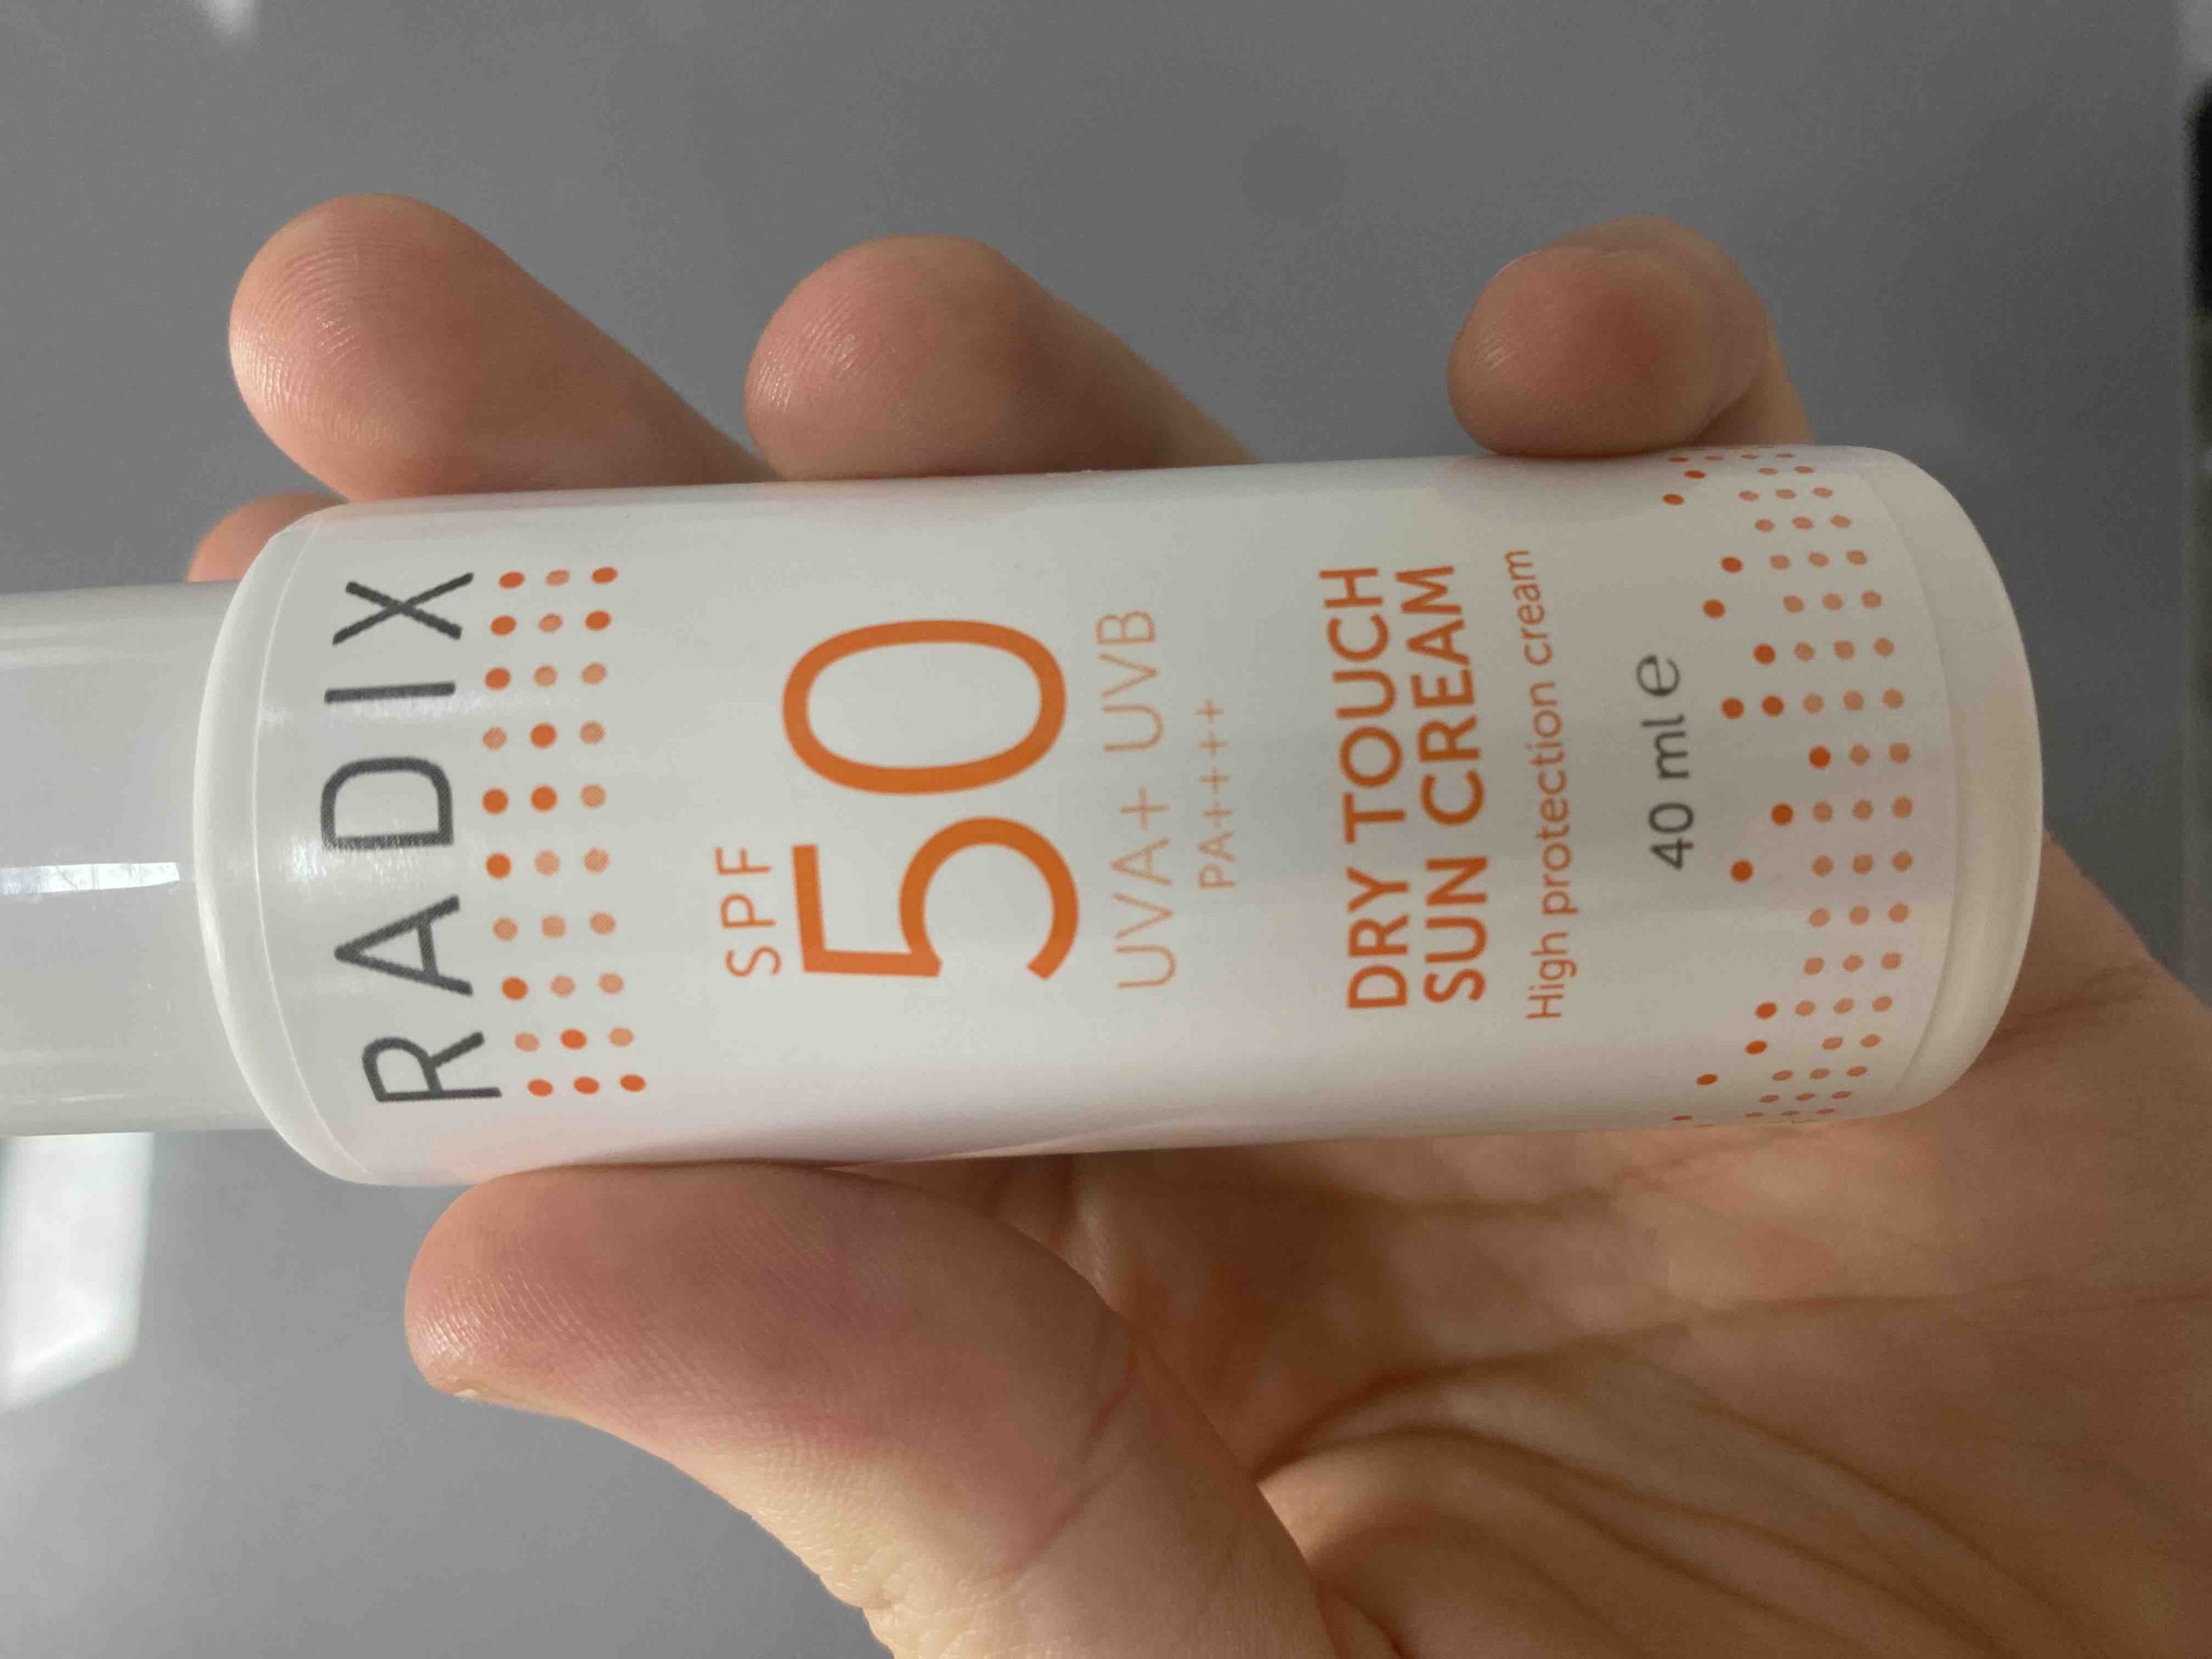 RADIX
SPF
50
UVA+ UVB
PA++++
DRY TOUCH
SUN CREAM
High protection cream
40 ml ℮